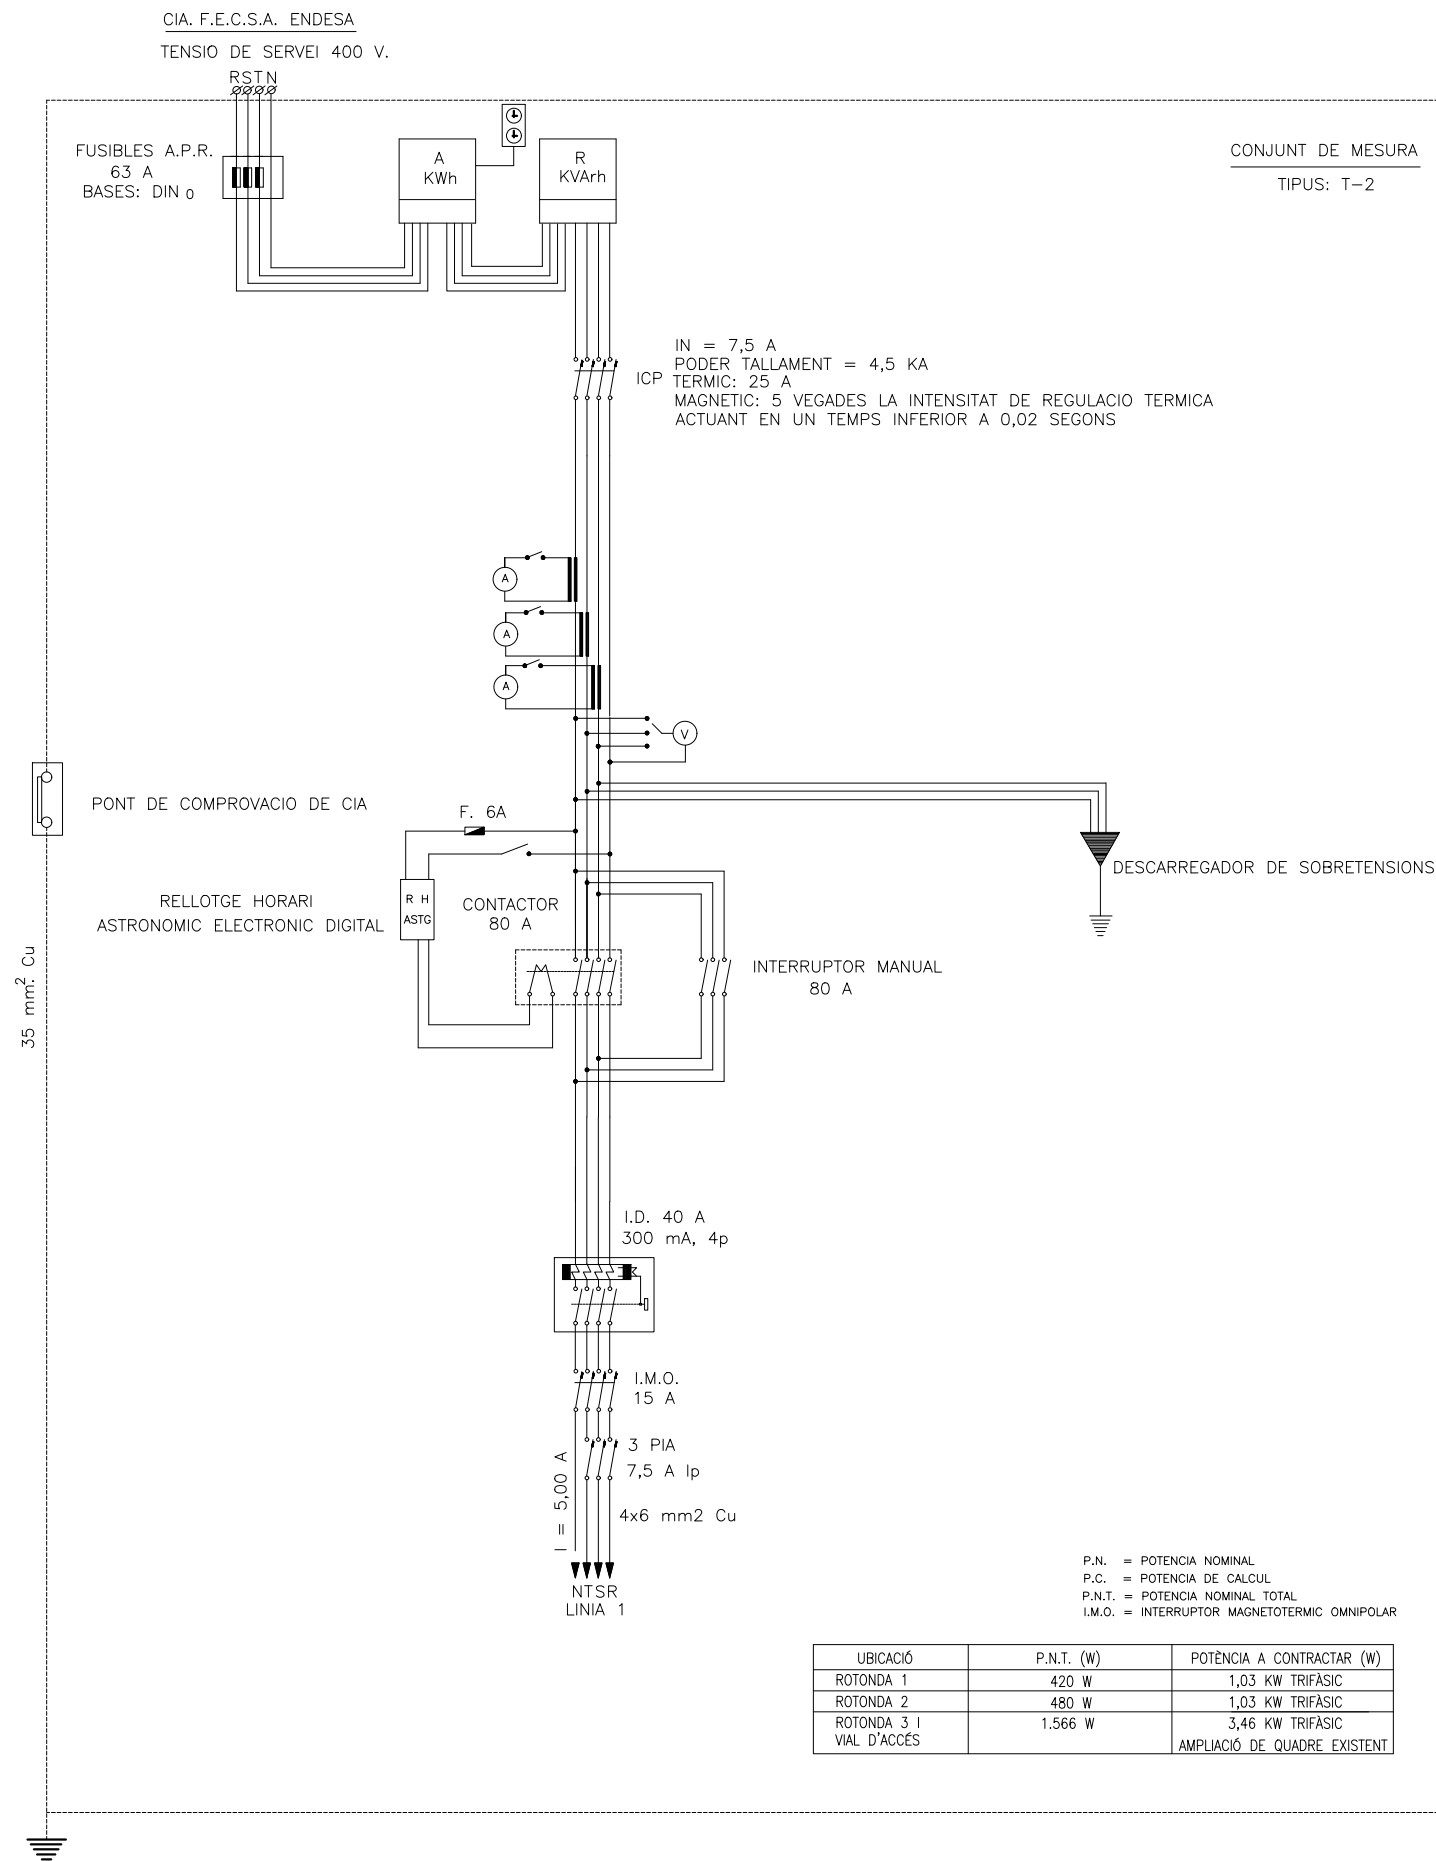 CIA. F.E.C.S.A. ENDESA
TENSIO DE SERVEI 400 V.
RSTN
FUSIBLES A.P.R.
63 A
BASES: DIN 0
A
KWh
R
KVArh
CONJUNT DE MESURA
TIPUS: T-2
IN = 7,5 A
PODER TALLAMENT = 4,5 KA
ICP TERMIC: 25 A
MAGNETIC: 5 VEGADES LA INTENSITAT DE REGULACIO TERMICA
ACTUANT EN UN TEMPS INFERIOR A 0,02 SEGONS
A
A
A
V
PONT DE COMPROVACIO DE CIA
F. 6A
DESCARREGADOR DE SOBRETENSIONS
RELLOTGE HORARI
ASTRONOMIC ELECTRONIC DIGITAL
R H
ASTG
CONTACTOR
80 A
INTERRUPTOR MANUAL
80 A
35 mm.² Cu
I.D. 40 A
300 mA, 4p
I.M.O.
15 A
3 PIA
7,5 A Ip
I = 5,00 A
4x6 mm2 Cu
NTSR
LINIA 1
P.N. = POTENCIA NOMINAL
P.C. = POTENCIA DE CALCUL
P.N.T. = POTENCIA NOMINAL TOTAL
I.M.O. = INTERRUPTOR MAGNETOTERMIC OMNIPOLAR
UBICACIÓ P.N.T. (W) POTÈNCIA A CONTRACTAR (W)
ROTONDA 1 420 W 1,03 KW TRIFÀSIC
ROTONDA 2 480 W 1,03 KW TRIFÀSIC
ROTONDA 3 I 1.566 W 3,46 KW TRIFÀSIC
VIAL D'ACCÉS AMPLIACIÓ DE QUADRE EXISTENT